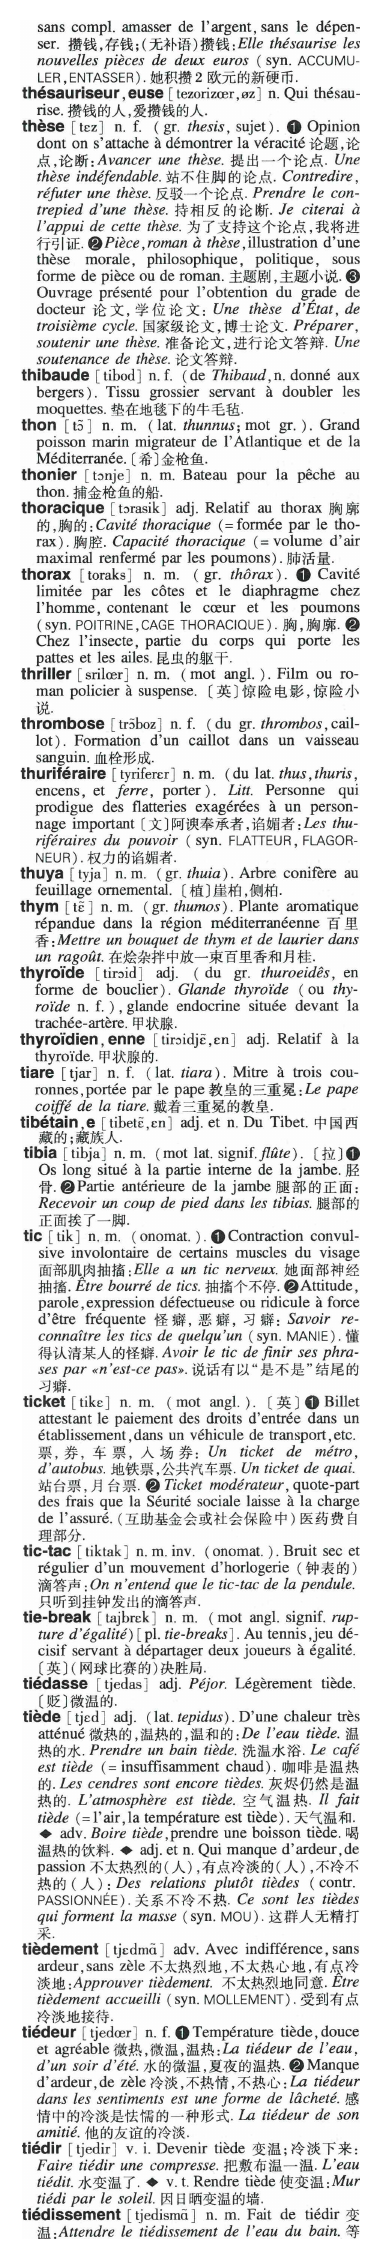 sans compl. amasser de l'argent, sans le dépen-
ser. 攒钱,存钱;(无补语)攒钱:Elle thésaurise les
nouvelles pièces de deux euros (syn. ACCUMU-
LER,ENTASSER). 她积攒2欧元的新硬币.
thésauriseur,euse [tezorizœr,øz] n. Qui thésau-
rise. 攒钱的人,爱攒钱的人.
thèse [tɛz] n. f. (gr. thesis, sujet). ❶ Opinion
dont on s'attache à démontrer la véracité 论题,论
点,论断:Avancer une thèse. 提出一个论点. Une
thèse indéfendable. 站不住脚的论点. Contredire,
réfuter une thèse. 反驳一个论点. Prendre le con-
trepied d'une thèse. 持相反的论断. Je citerai à
l'appui de cette thèse. 为了支持这个论点,我将进
行引证. ❷Pièce,roman à thèse,illustration d'une
thèse morale, philosophique, politique, sous
forme de pièce ou de roman. 主题剧,主题小说. ❸
Ouvrage présenté pour l'obtention du grade de
docteur 论文,学位论文: Une thèse d'État, de
troisième cycle. 国家级论文,博士论文. Préparer,
soutenir une thèse. 准备论文,进行论文答辩. Une
soutenance de thèse. 论文答辩.
thibaude [tibod] n. f. (de Thibaud,n. donné aux
bergers). Tissu grossier servant à doubler les
moquettes. 垫在地毯下的牛毛毡.
thon [tɔ̃] n. m. (lat. thunnus; mot gr.). Grand
poisson marin migrateur de l'Atlantique et de la
Méditerranée. 〔希〕金枪鱼.
thonier [tɔnje] n. m. Bateau pour la pêche au
thon. 捕金枪鱼的船.
thoracique [tɔrasik] adj. Relatif au thorax 胸廓
的,胸的:Cavité thoracique (=formée par le tho-
rax). 胸腔. Capacité thoracique (= volume d'air
maximal renfermé par les poumons). 肺活量.
thorax [tɔraks] n. m. (gr. thôrax). ❶ Cavité
limitée par les côtes et le diaphragme chez
l'homme, contenant le cœur et les poumons
(syn. POITRINE,CAGE THORACIQUE). 胸,胸廓. ❷
Chez l'insecte, partie du corps qui porte les
pattes et les ailes. 昆虫的躯干.
thriller [srilœr] n. m. (mot angl.). Film ou ro-
man policier à suspense. 〔英〕惊险电影,惊险小
说.
thrombose [trɔ̃boz] n. f. (du gr. thrombos,cail-
lot). Formation d'un caillot dans un vaisseau
sanguin. 血栓形成.
thuriféraire [tyriferɛr] n. m. (du lat. thus,thuris,
encens, et ferre, porter). Litt. Personne qui
prodigue des flatteries exagérées à un person-
nage important 〔文〕阿谀奉承者,谄媚者:Les thu-
riféraires du pouvoir (syn. FLATTEUR, FLAGOR-
NEUR). 权力的谄媚者.
thuya [tyja] n. m. (gr. thuia). Arbre conifère au
feuillage ornemental. 〔植〕崖柏,侧柏.
thym [tɛ̃] n. m. (gr. thumos). Plante aromatique
répandue dans la région méditerranéenne 百里
香:Mettre un bouquet de thym et de laurier dans
un ragoût. 在烩杂拌中放一束百里香和月桂.
thyroïde [tirɔid] adj. (du gr. thuroeidês, en
forme de bouclier). Glande thyroïde (ou thy-
roïde n. f.), glande endocrine située devant la
trachée-artère. 甲状腺.
thyroïdien,enne [tirɔidjɛ̃,ɛn] adj. Relatif à la
thyroïde. 甲状腺的.
tiare [tjar] n. f. (lat. tiara). Mitre à trois cou-
ronnes,portée par le pape 教皇的三重冕:Le pape
coiffé de la tiare. 戴着三重冕的教皇.
tibétain,e [tibetɛ̃,ɛn] adj. et n. Du Tibet. 中国西
藏的;藏族人.
tibia [tibja] n. m. (mot lat. signif. flûte). 〔拉〕❶
Os long situé à la partie interne de la jambe. 胫
骨. ❷Partie antérieure de la jambe 腿部的正面:
Recevoir un coup de pied dans les tibias. 腿部的
正面挨了一脚.
tic [tik] n. m. (onomat.). ❶Contraction convul-
sive involontaire de certains muscles du visage
面部肌肉抽搐:Elle a un tic nerveux. 她面部神经
抽搐. Être bourré de tics. 抽搐个不停. ❷Attitude,
parole,expression défectueuse ou ridicule à force
d'être fréquente 怪癖,恶癖,习癖: Savoir re-
connaître les tics de quelqu'un (syn. MANIE). 懂
得认清某人的怪癖. Avoir le tic de finir ses phra-
ses par «n'est-ce pas». 说话有以“是不是”结尾的
习癖.
ticket [tikɛ] n. m. (mot angl.). 〔英〕❶ Billet
attestant le paiement des droits d'entrée dans un
établissement,dans un véhicule de transport,etc.
票,券,车票,入场券: Un ticket de métro,
d'autobus. 地铁票,公共汽车票. Un ticket de quai.
站台票,月台票. ❷ Ticket modérateur, quote-part
des frais que la Séurité sociale laisse à la charge
de l'assuré. (互助基金会或社会保险中)医药费自
理部分.
tic-tac [tiktak] n. m. inv. (onomat.). Bruit sec et
régulier d'un mouvement d'horlogerie (钟表的)
滴答声:On n'entend que le tic-tac de la pendule.
只听到挂钟发出的滴答声.
tie-break [tajbrɛk] n. m. (mot angl. signif. rup-
ture d'égalité)[pl. tie-breaks]. Au tennis,jeu dé-
cisif servant à départager deux joueurs à égalité.
〔英〕(网球比赛的)决胜局.
tiédasse [tjedas] adj. Péjor. Légèrement tiède.
〔贬〕微温的.
tiède [tjɛd] adj. (lat. tepidus). D'une chaleur très
atténué 微热的,温热的,温和的:De l'eau tiède. 温
热的水. Prendre un bain tiède. 洗温水浴. Le café
est tiède (= insuffisamment chaud). 咖啡是温热
的. Les cendres sont encore tièdes. 灰烬仍然是温
热的. L'atmosphère est tiède. 空气温热. Il fait
tiède (=l'air,la température est tiède). 天气温和.
◆ adv. Boire tiède,prendre une boisson tiède. 喝
温热的饮料. ◆ adj. et n. Qui manque d'ardeur,de
passion 不太热烈的(人),有点冷淡的(人),不冷不
热的(人): Des relations plutôt tièdes (contr.
PASSIONNÉE). 关系不冷不热. Ce sont les tièdes
qui forment la masse (syn. MOU). 这群人无精打
采.
tièdement [tjɛdmɑ̃] adv. Avec indifférence, sans
ardeur,sans zèle 不太热烈地,不太热心地,有点冷
淡地:Approuver tièdement. 不太热烈地同意. Être
tièdement accueilli (syn. MOLLEMENT). 受到有点
冷淡地接待.
tiédeur [tjedœr] n. f. ❶ Température tiède,douce
et agréable 微热,微温,温热:La tiédeur de l'eau,
d'un soir d'été. 水的微温,夏夜的温热. ❷Manque
d'ardeur,de zèle 冷淡,不热情,不热心:La tiédeur
dans les sentiments est une forme de lâcheté. 感
情中的冷淡是怯懦的一种形式. La tiédeur de son
amitié. 他的友谊的冷淡.
tiédir [tjedir] v. i. Devenir tiède 变温;冷淡下来:
Faire tiédir une compresse. 把敷布温一温. L'eau
tiédit. 水变温了. ◆ v. t. Rendre tiède 使变温:Mur
tiédi par le soleil. 因日晒变温的墙.
tiédissement [tjedismɑ̃] n. m. Fait de tiédir 变
温:Attendre le tiédissement de l'eau du bain. 等